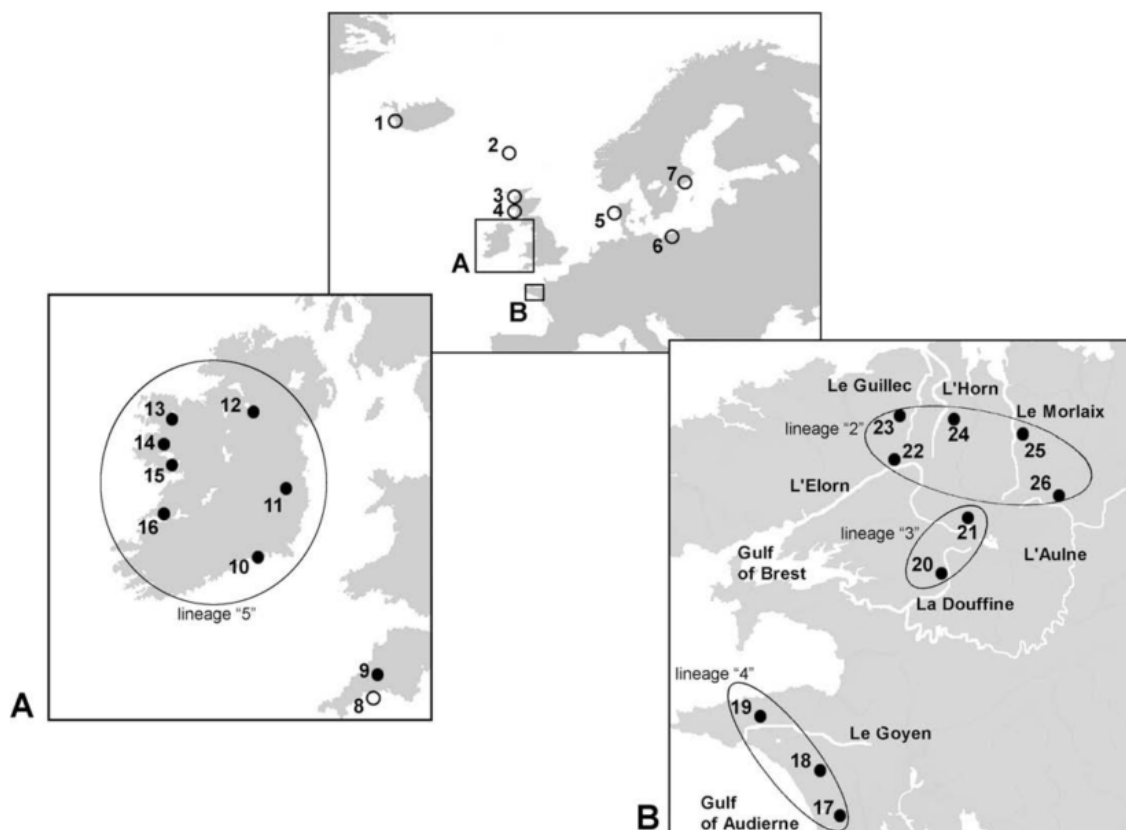 1
2
3
4
5
6
7
A
B
13
12
14
15
11
16
10
lineage "5"
9
8
A
Le Guillec
L'Horn
Le Morlaix
lineage "2"
23
24
25
22
26
L'Elorn
21
lineage "3"
L'Aulne
Gulf
of Brest
20
La Douffine
lineage "4"
19
Le Goyen
18
17
Gulf
of Audierne
B